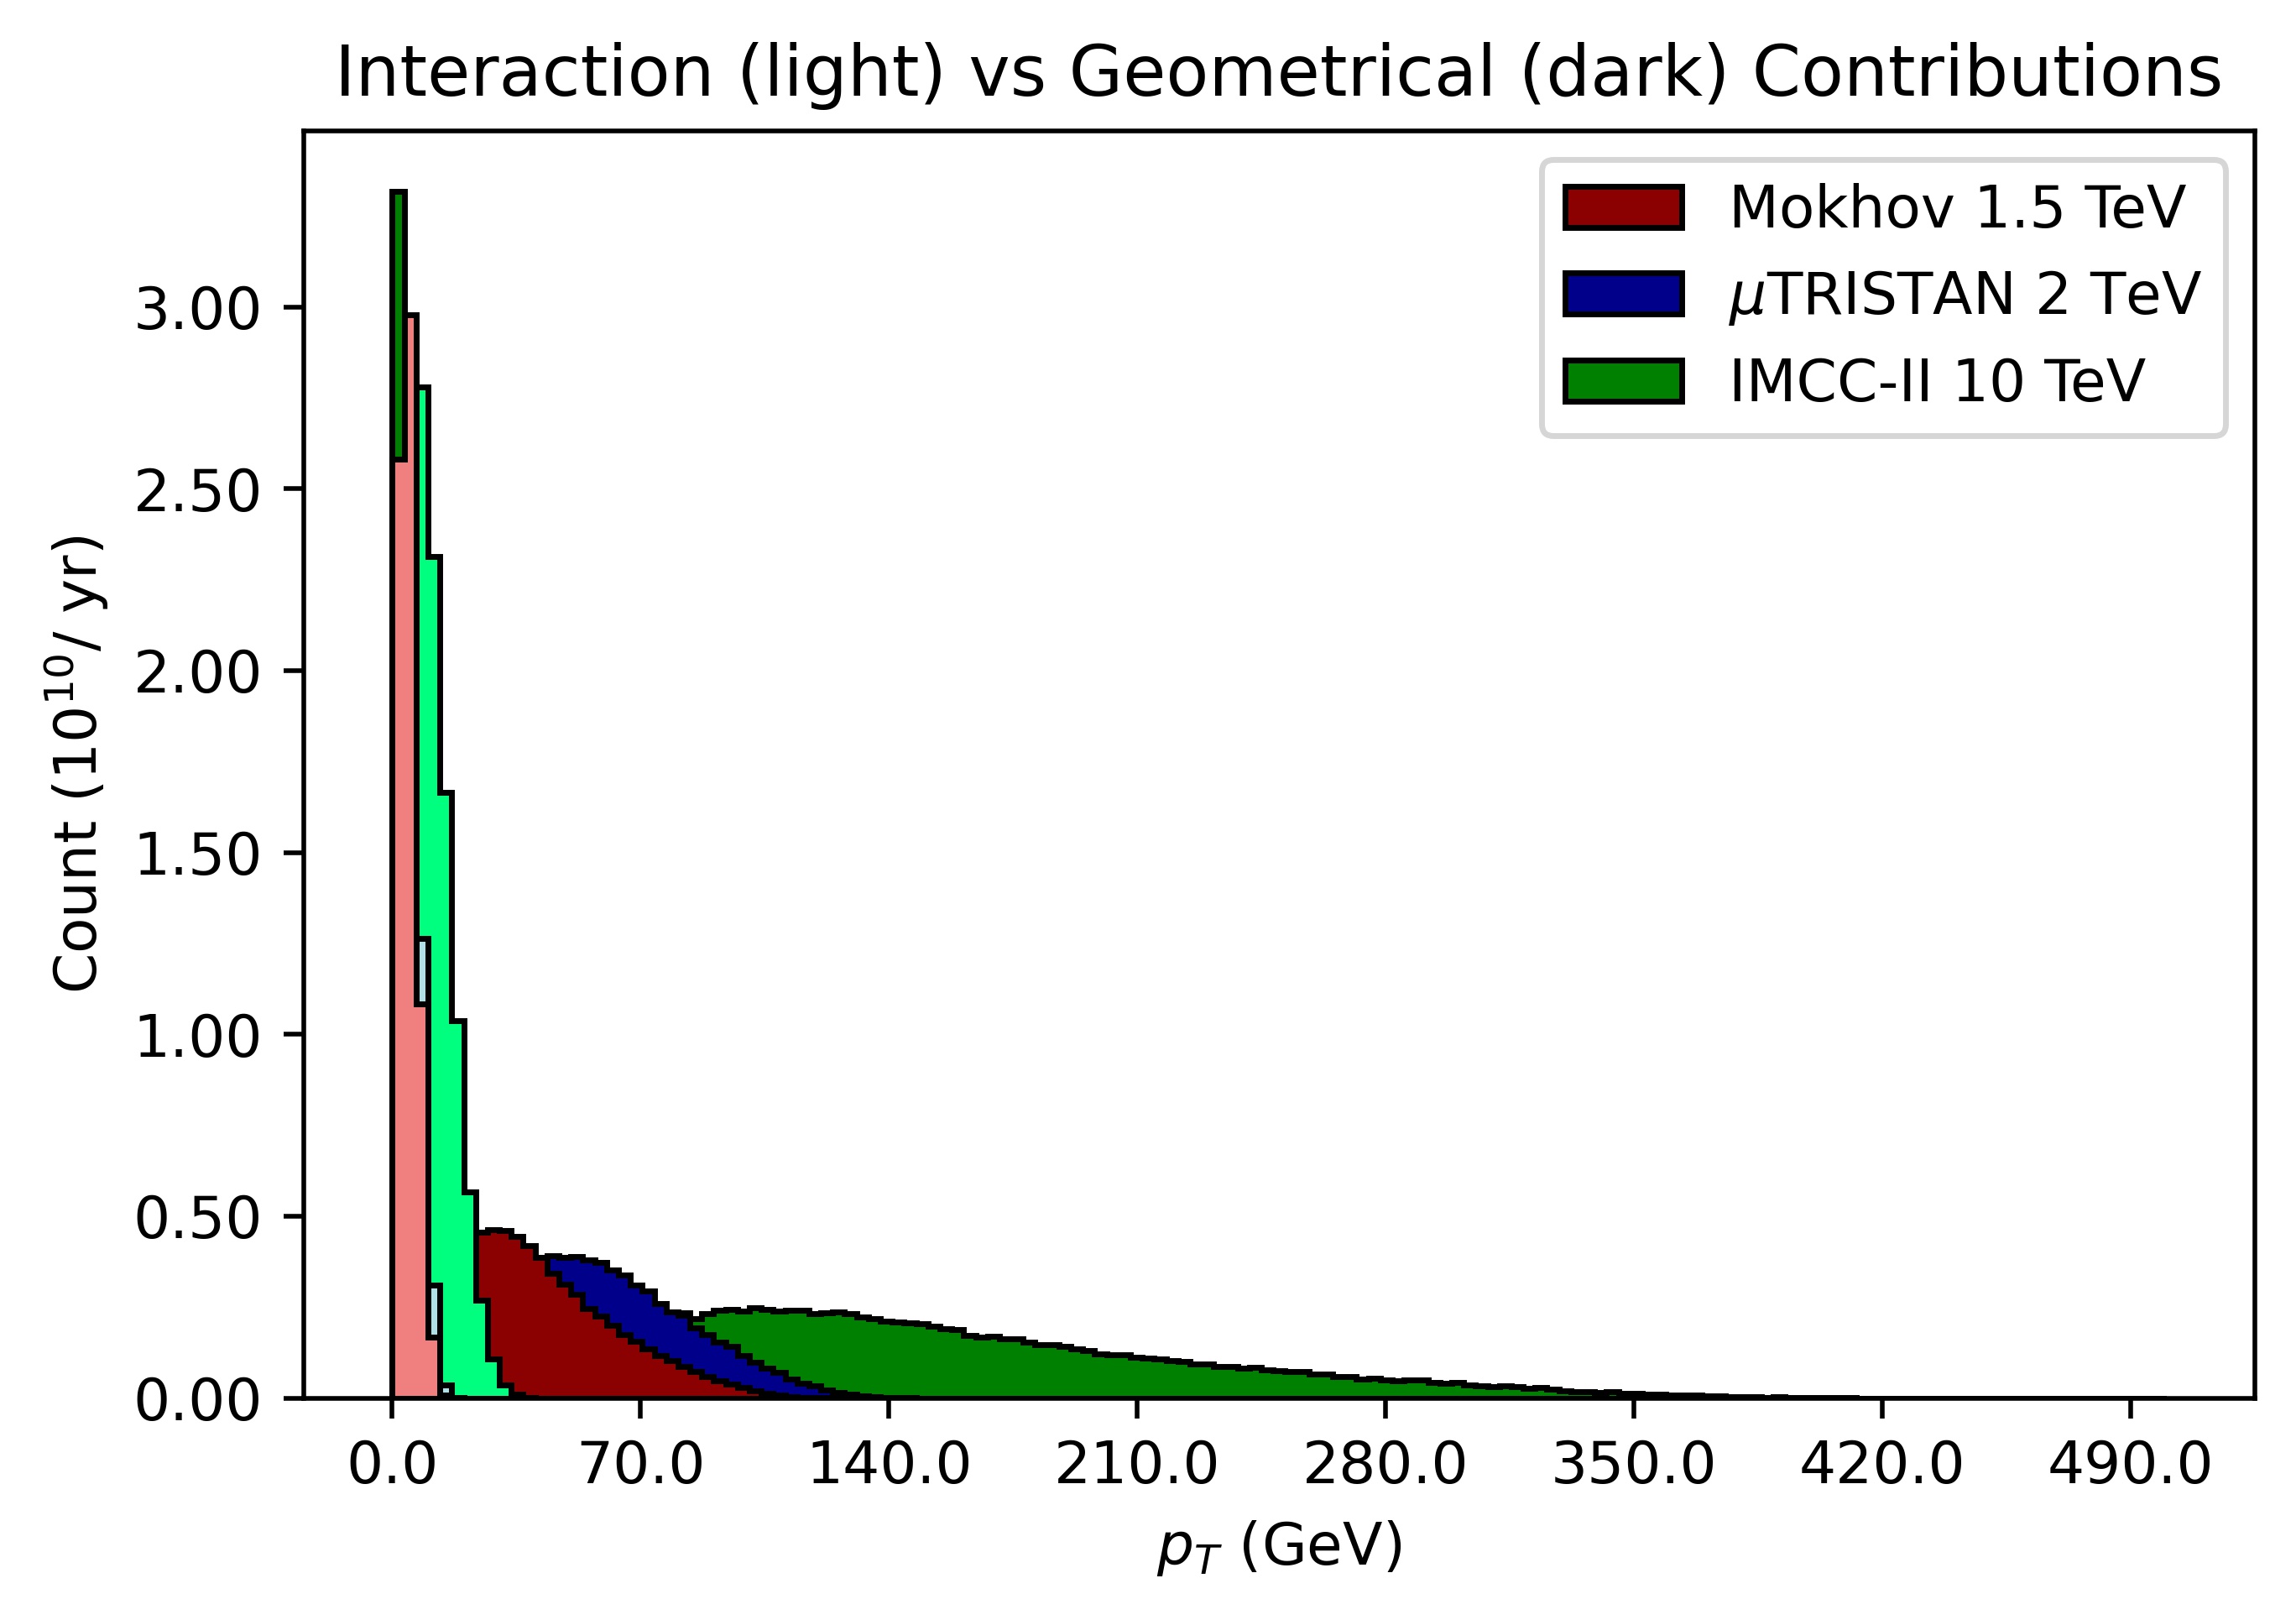 Interaction (light) vs Geometrical (dark) Contributions
Mokhov 1.5 TeV
μTRISTAN 2 TeV
IMCC-II 10 TeV
Count (10^10/ yr)
3.00
2.50
2.00
1.50
1.00
0.50
0.00
0.0 70.0 140.0 210.0 280.0 350.0 420.0 490.0
p_T (GeV)